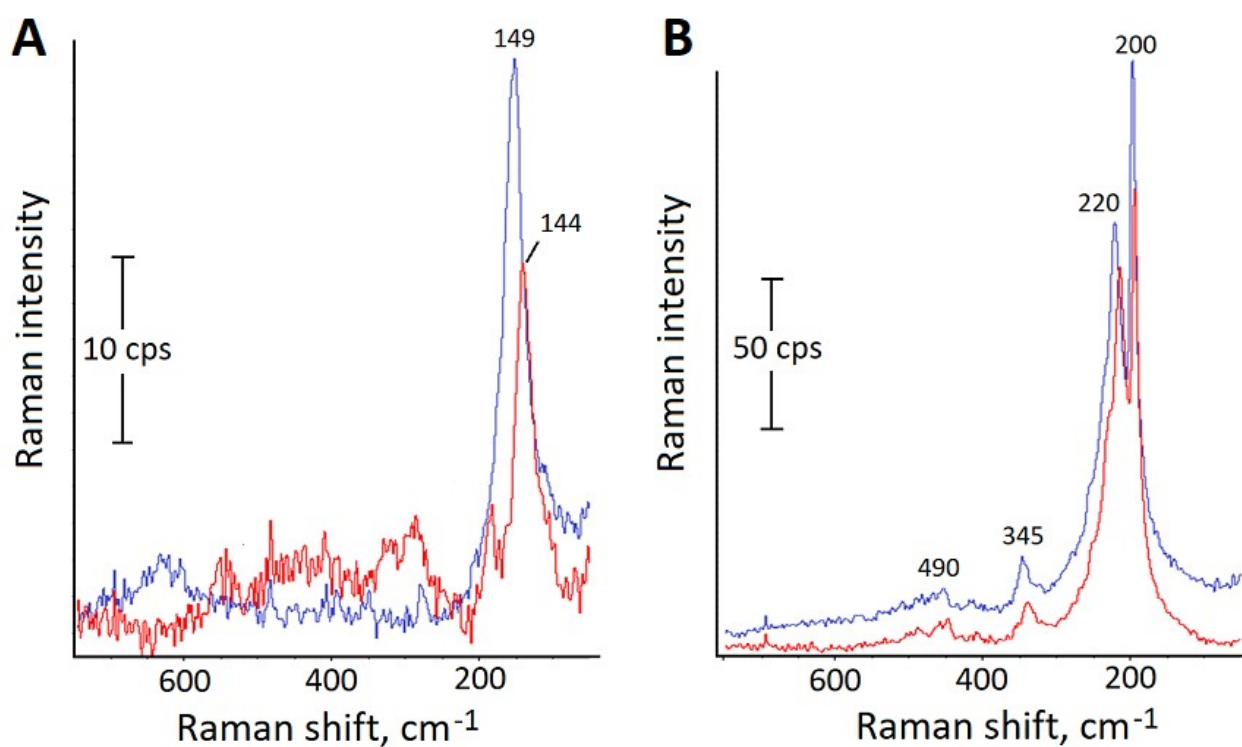 A
149
144
10 cps
Raman intensity
600
400
200
Raman shift, cm-1
B
200
220
50 cps
345
490
Raman intensity
600
400
200
Raman shift, cm-1